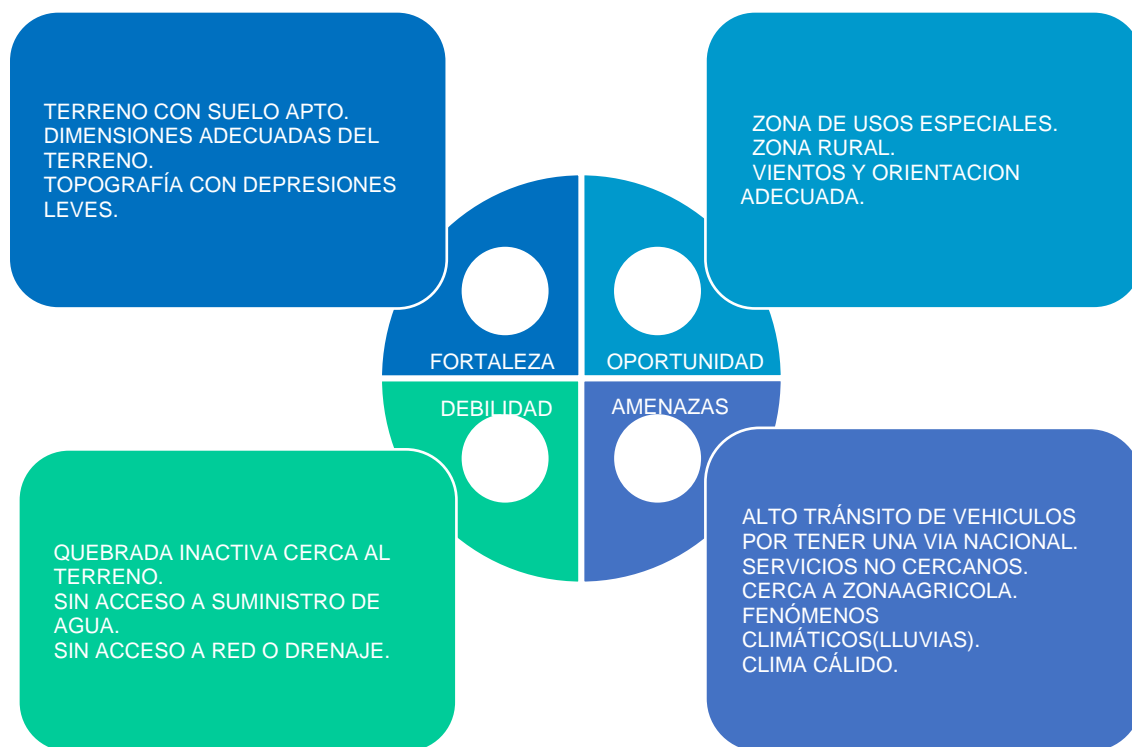 TERRENO CON SUELO APTO.
DIMENSIONES ADECUADAS DEL
TERRENO.
TOPOGRAFÍA CON DEPRESIONES
LEVES.
ZONA DE USOS ESPECIALES.
ZONA RURAL.
VIENTOS Y ORIENTACION
ADECUADA.
FORTALEZA
OPORTUNIDAD
DEBILIDAD
AMENAZAS
QUEBRADA INACTIVA CERCA AL
TERRENO.
SIN ACCESO A SUMINISTRO DE
AGUA.
SIN ACCESO A RED O DRENAJE.
ALTO TRÁNSITO DE VEHICULOS
POR TENER UNA VIA NACIONAL.
SERVICIOS NO CERCANOS.
CERCA A ZONAAGRICOLA.
FENÓMENOS
CLIMÁTICOS(LLUVIAS).
CLIMA CÁLIDO.